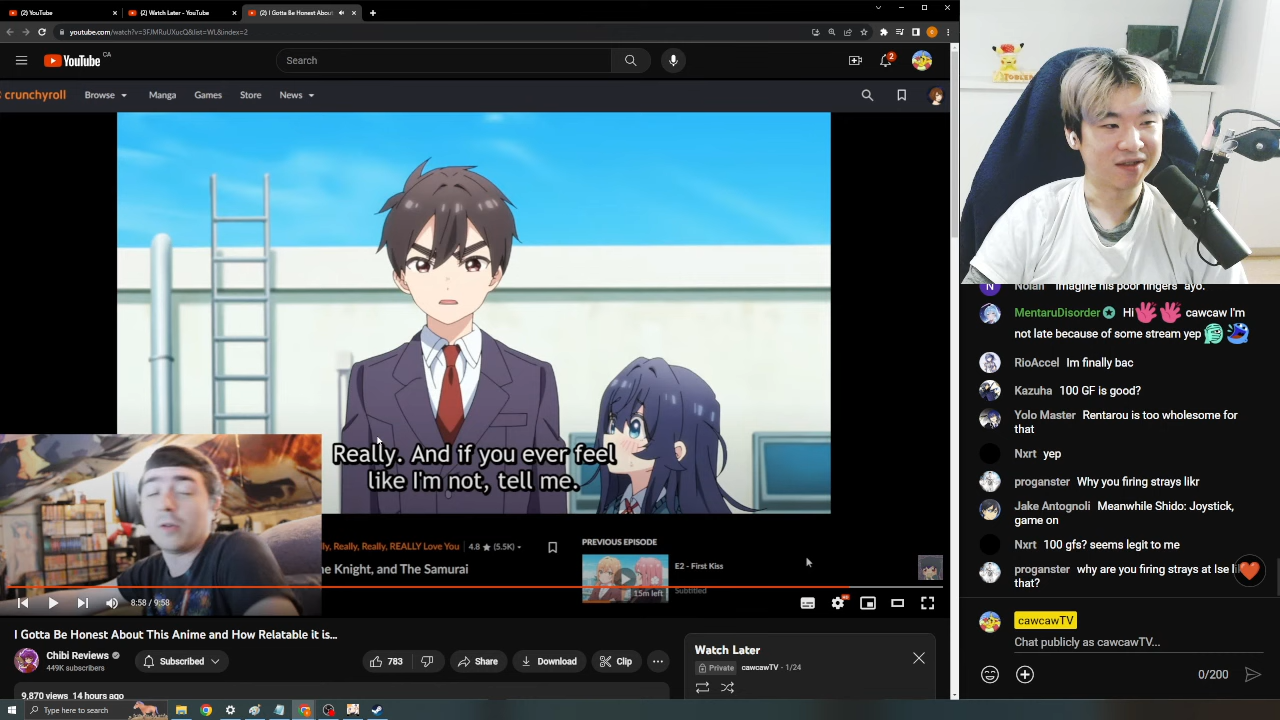 (2) YouTube
(2) Watch Later - YouTube
(2) I Gotta Be Honest About
youtube.com/watch?v=3FJMRuUXucQ&list=WL&index=2
YouTube CA
Search
2
crunchyroll
Browse
Manga
Games
Store
News
Really. And if you ever feel
like I'm not, tell me.
ly, Really, Really, REALLY Love You
4.8 ★ (5.5K)
e Knight, and The Samurai
PREVIOUS EPISODE
E2 - First Kiss
Subtitled
15m left
8:58 / 9:58
I Gotta Be Honest About This Anime and How Relatable it is...
Chibi Reviews
449K subscribers
Subscribed
783
Share
Download
Clip
9,870 views 14 hours ago
Watch Later
Private
cawcawTV - 1/24
Type here to search
Nolan "Imagine his poor fingers" ayo.
MentaruDisorder Hi cawcaw I'm
not late because of some stream yep
RioAccel Im finally bac
Kazuha 100 GF is good?
Yolo Master Rentarou is too wholesome for
that
Nxrt yep
proganster Why you firing strays likr
Jake Antognoli Meanwhile Shido: Joystick,
game on
Nxrt 100 gfs? seems legit to me
proganster why are you firing strays at Ise li
that?
cawcawTV
Chat publicly as cawcawTV...
0/200